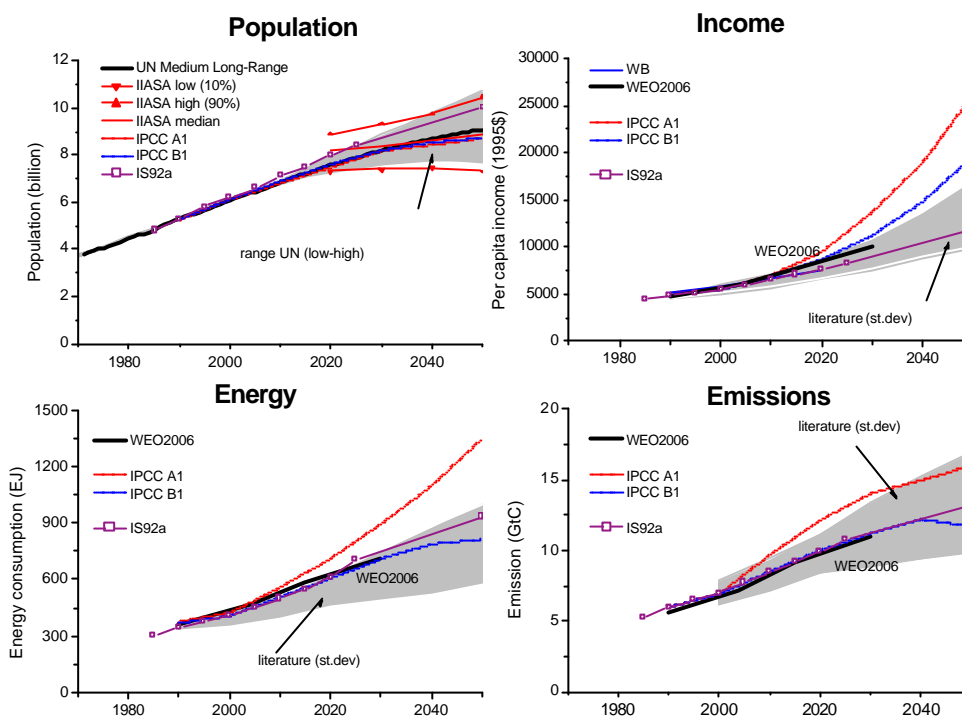 Population
Population (billion)
12
10
8
6
4
2
0
UN Medium Long-Range
IIASA low (10%)
IIASA high (90%)
IIASA median
IPCC A1
IPCC B1
IS92a
range UN (low-high)
1980 2000 2020 2040
Income
Per capita income (1995$)
30000
25000
20000
15000
10000
5000
0
WB
WEO2006
IPCC A1
IPCC B1
IS92a
WEO2006
literature (st.dev)
1980 2000 2020 2040
Energy
Energy consumption (EJ)
1500
1200
900
600
300
0
WEO2006
IPCC A1
IPCC B1
IS92a
WEO2006
literature (st.dev)
1980 2000 2020 2040
Emissions
Emission (GtC)
20
15
10
5
0
literature (st.dev)
WEO2006
IPCC A1
IPCC B1
IS92a
WEO2006
1980 2000 2020 2040